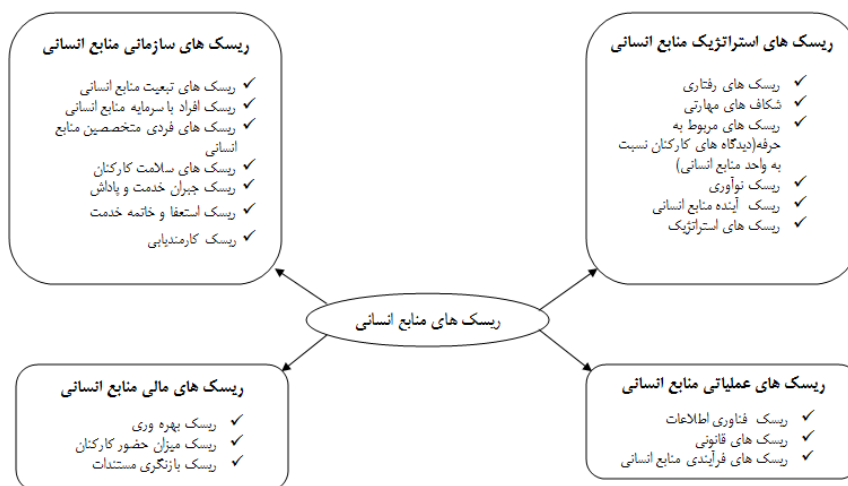 ریسک های استراتژیک منابع انسانی
ریسک های رفتاری
شکاف های مهارتی
ریسک های مربوط به
حرفه(دیدگاه های کارکنان نسبت
به واحد منابع انسانی)
ریسک نوآوری
ریسک آینده منابع انسانی
ریسک های استراتژیک
ریسک های سازمانی منابع انسانی
ریسک های تبعیت منابع انسانی
ریسک افراد با سرمایه منابع انسانی
ریسک های فردی متخصصین منابع
انسانی
ریسک های سلامت کارکنان
ریسک جبران خدمت و پاداش
ریسک استعفا و خاتمه خدمت
ریسک کارمندیابی
ریسک های منابع انسانی
ریسک های عملیاتی منابع انسانی
ریسک فناوری اطلاعات
ریسک های قانونی
ریسک های فرآیندی منابع انسانی
ریسک های مالی منابع انسانی
ریسک بهره وری
ریسک میزان حضور کارکنان
ریسک بازنگری مستندات